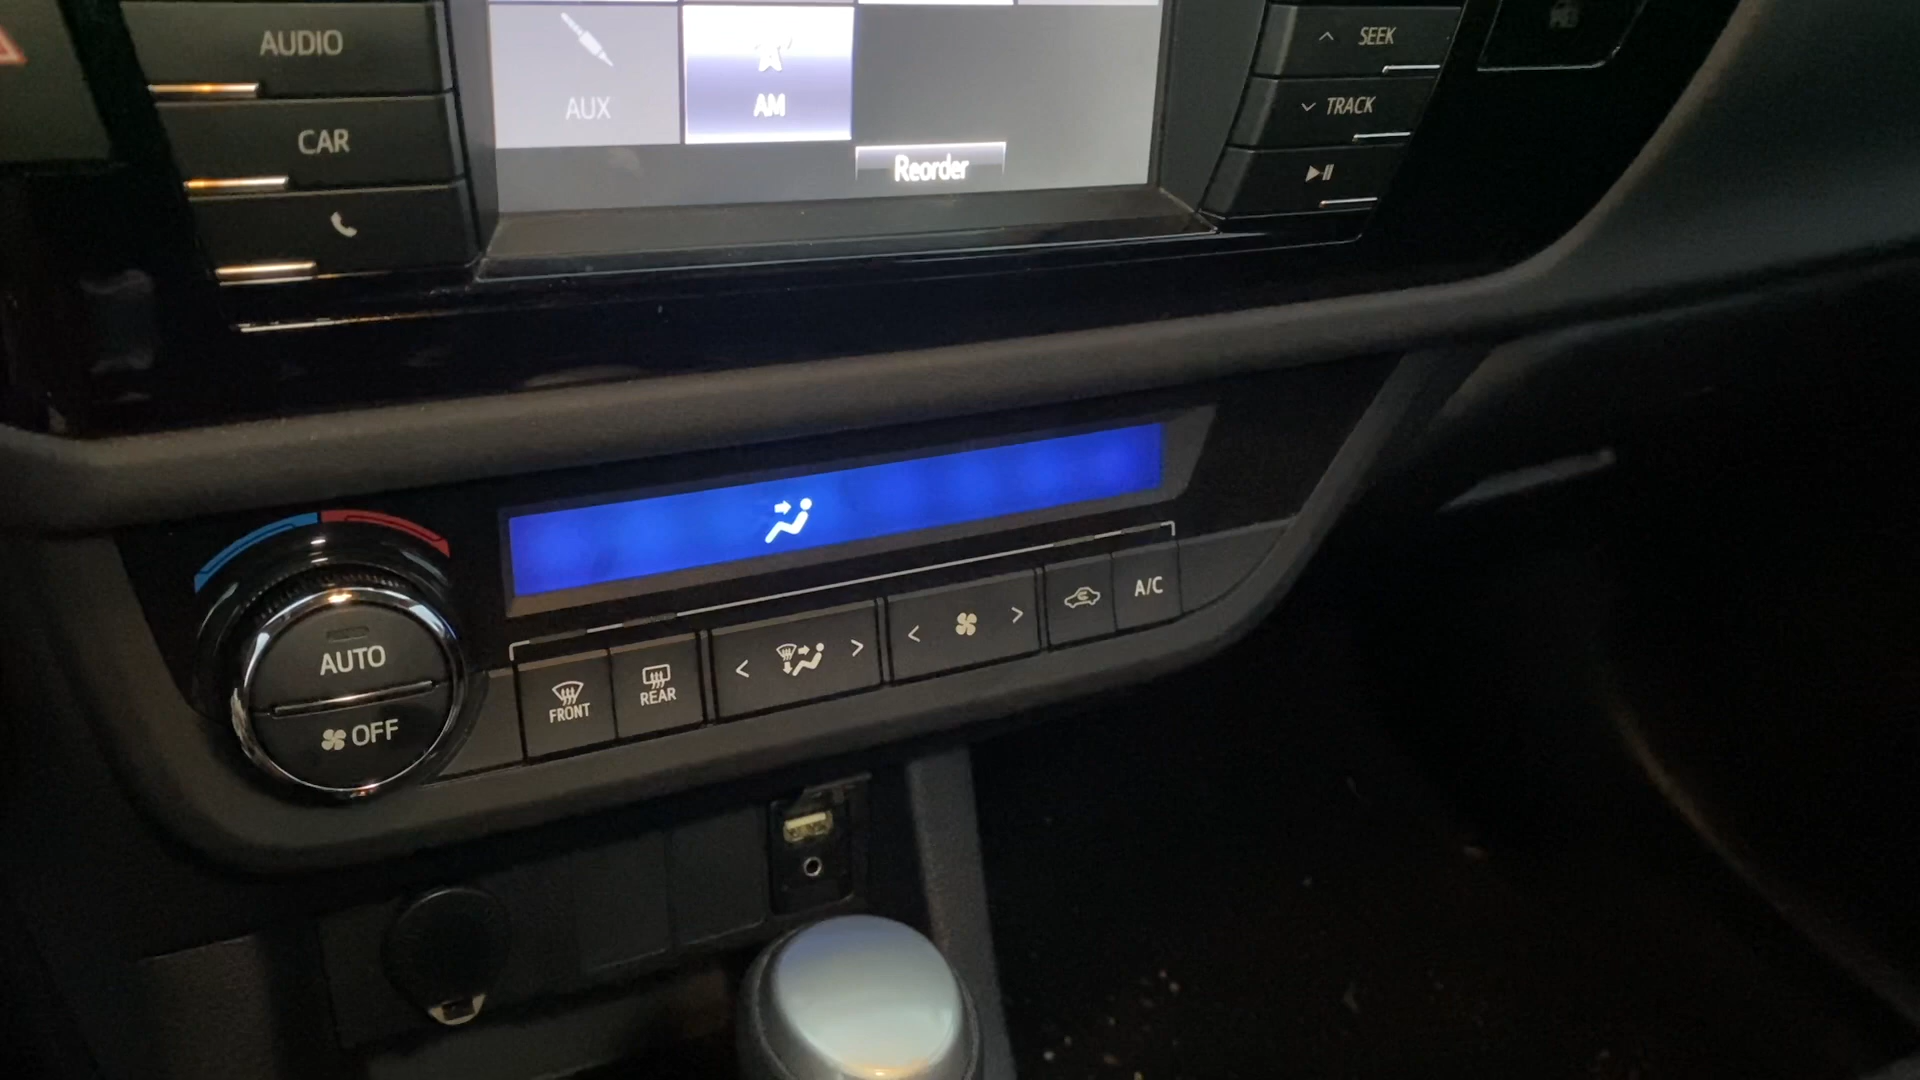 AUDIO
CAR
AUX
AM
Reorder
SEEK
TRACK
AUTO
OFF
FRONT
REAR
A/C